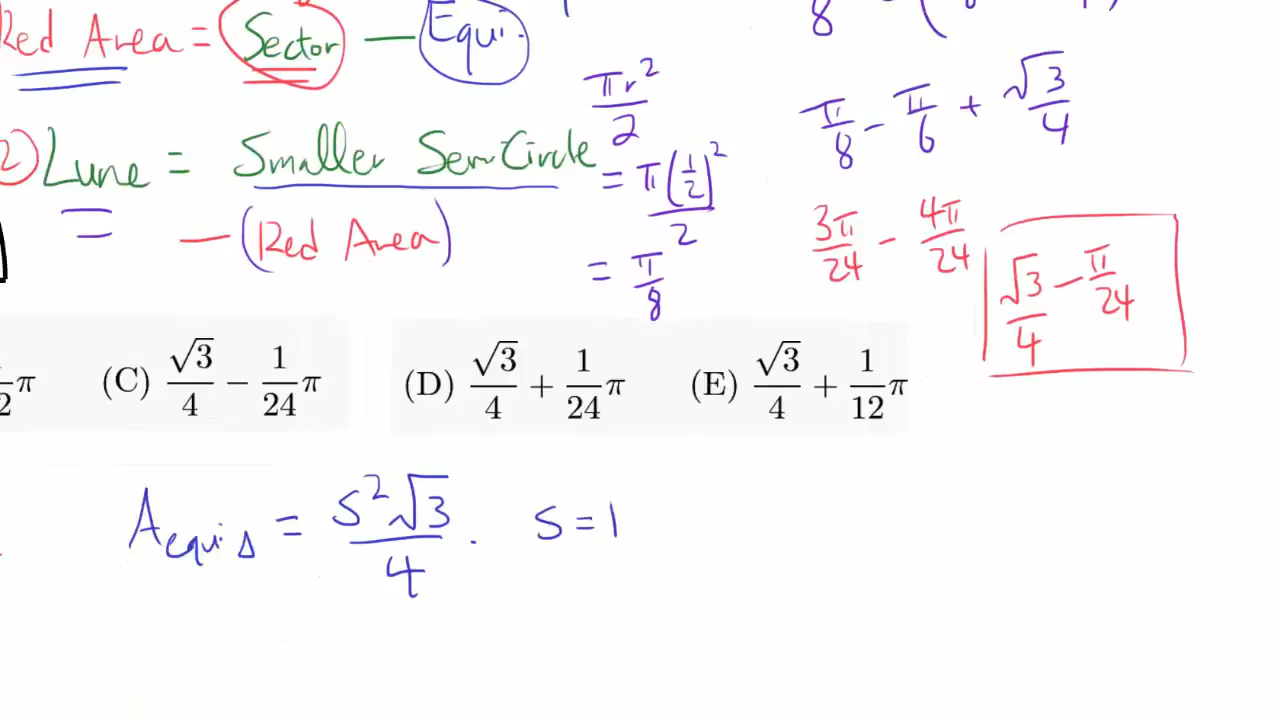 Red Area = Sector — Equi.
2) Lune = Smaller SemiCircle
— (Red Area)
πr²/2
= π(1/2)²/2
= π/8
8
π/8 − π/6 + √3/4
3π/24 − 4π/24
√3/4 − π/24
π (C) √3/4 − 1/24 π (D) √3/4 + 1/24 π (E) √3/4 + 1/12 π
A equi Δ = s²√3/4 . s = 1